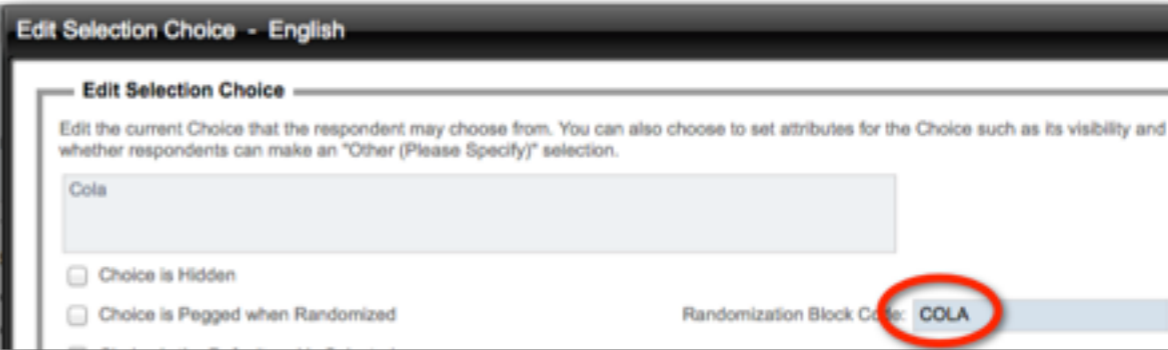 Edit Selection Choice - English
Edit Selection Choice
Edit the current Choice that the respondent may choose from. You can also choose to set attributes for the Choice such as its visibility and
whether respondents can make an "Other (Please Specify)" selection.
Cola
Choice is Hidden
Choice is Pegged when Randomized
Randomization Block Code: COLA